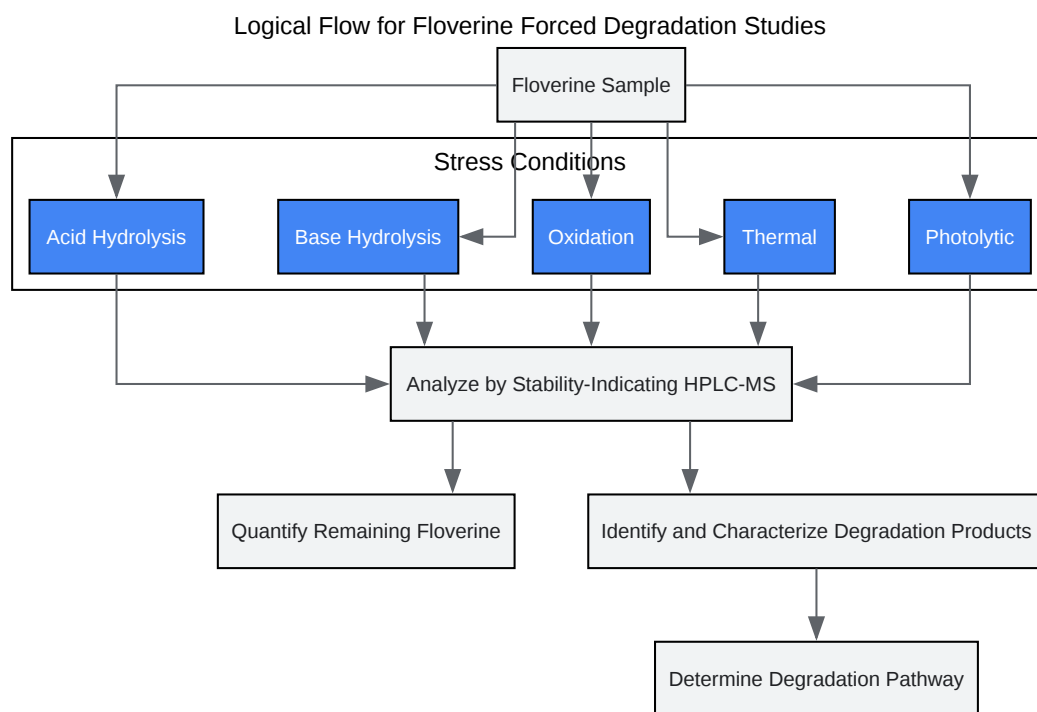 Logical Flow for Floverine Forced Degradation Studies
Floverine Sample
Stress Conditions
Acid Hydrolysis
Base Hydrolysis
Oxidation
Thermal
Photolytic
Analyze by Stability-Indicating HPLC-MS
Quantify Remaining Floverine
Identify and Characterize Degradation Products
Determine Degradation Pathway